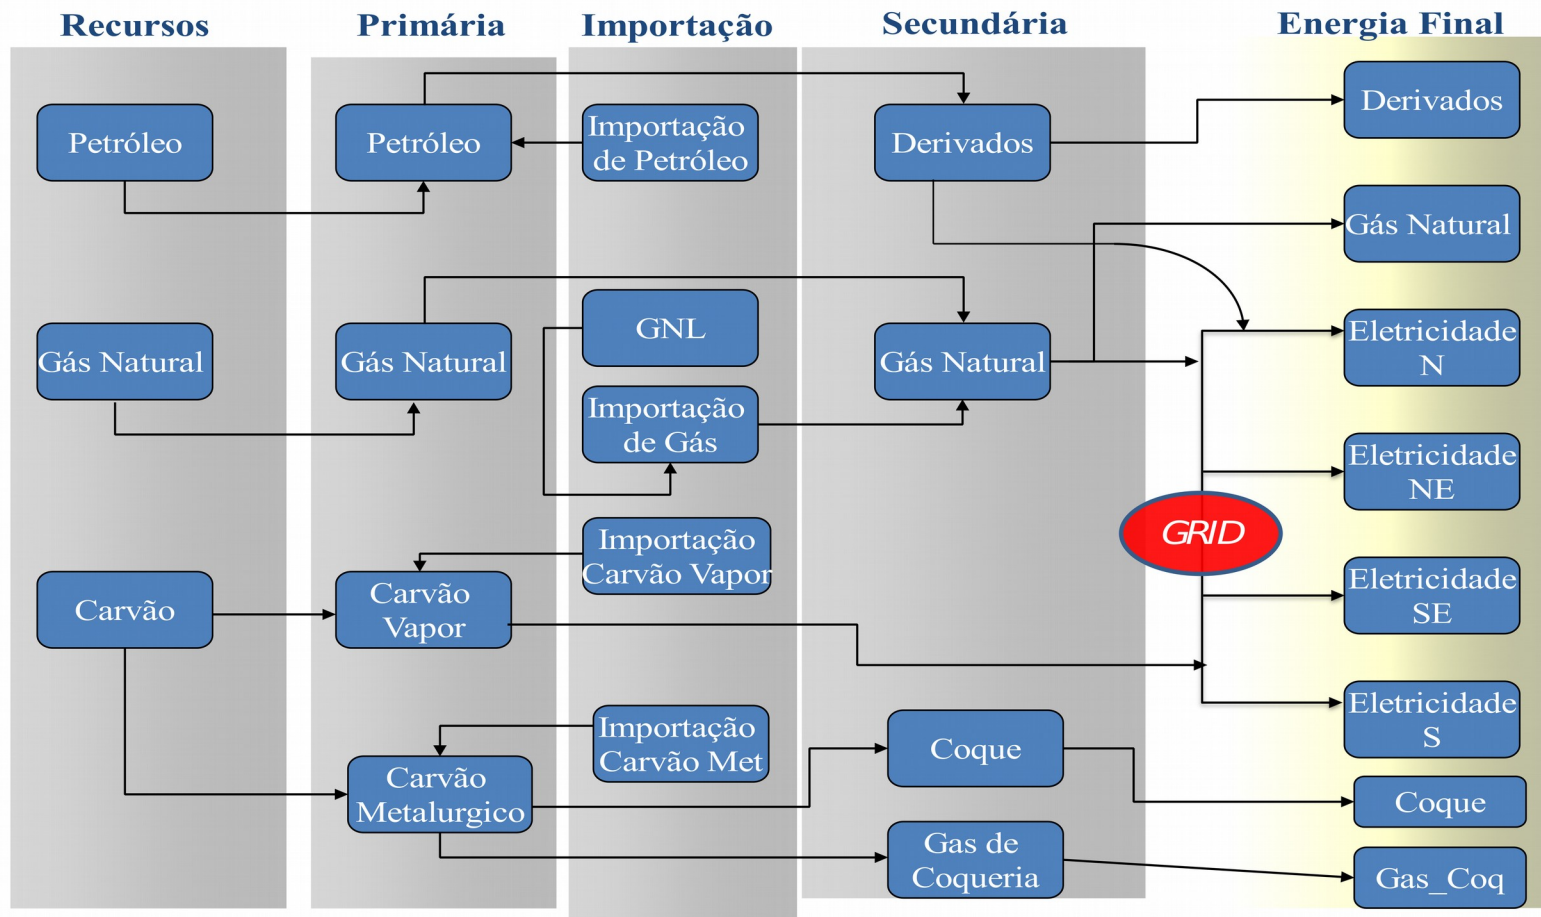 Recursos
Primária
Importação
Secundária
Energia Final
Petróleo
Petróleo
Importação
de Petróleo
Derivados
Derivados
Gás Natural
Gás Natural
Gás Natural
GNL
Importação
de Gás
Gás Natural
Eletricidade
N
Eletricidade
NE
GRID
Carvão
Carvão
Vapor
Importação
Carvão Vapor
Eletricidade
SE
Eletricidade
S
Importação
Carvão Met
Carvão
Metalurgico
Coque
Coque
Gas de
Coqueria
Gas_Coq